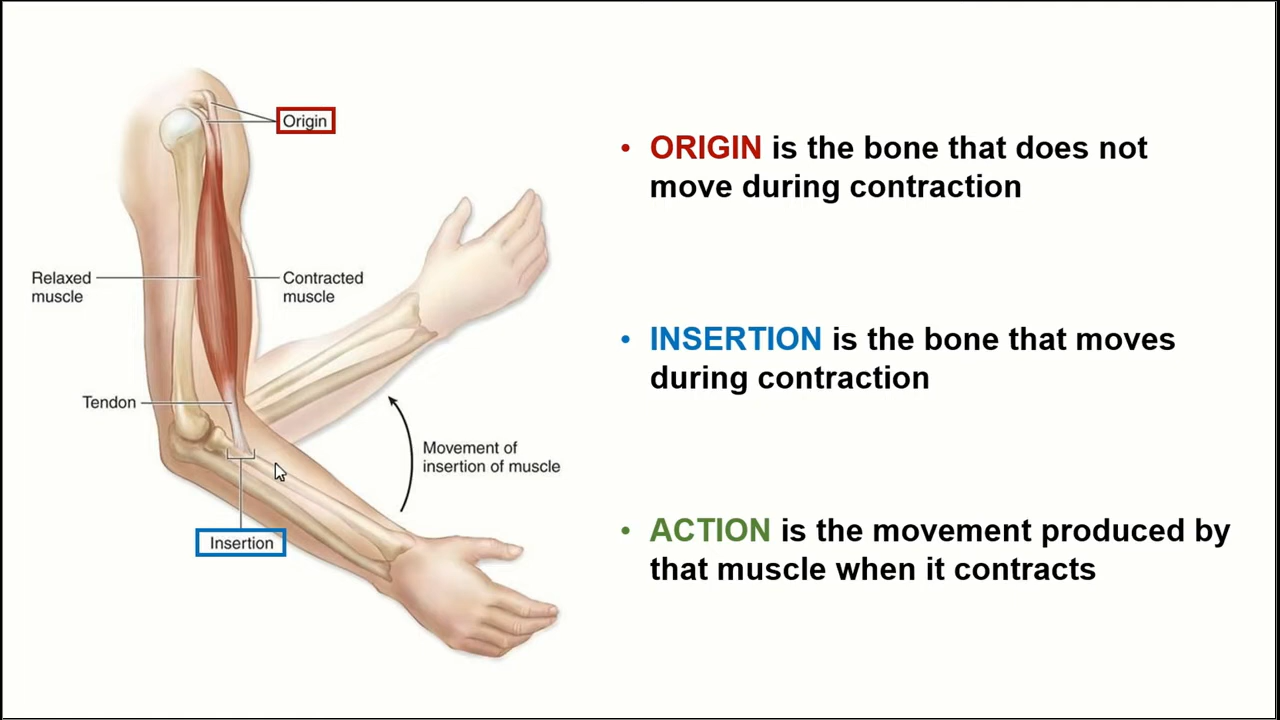 Origin
Relaxed
muscle
Contracted
muscle
Tendon
Movement of
insertion of muscle
Insertion
• ORIGIN is the bone that does not
move during contraction
• INSERTION is the bone that moves
during contraction
• ACTION is the movement produced by
that muscle when it contracts